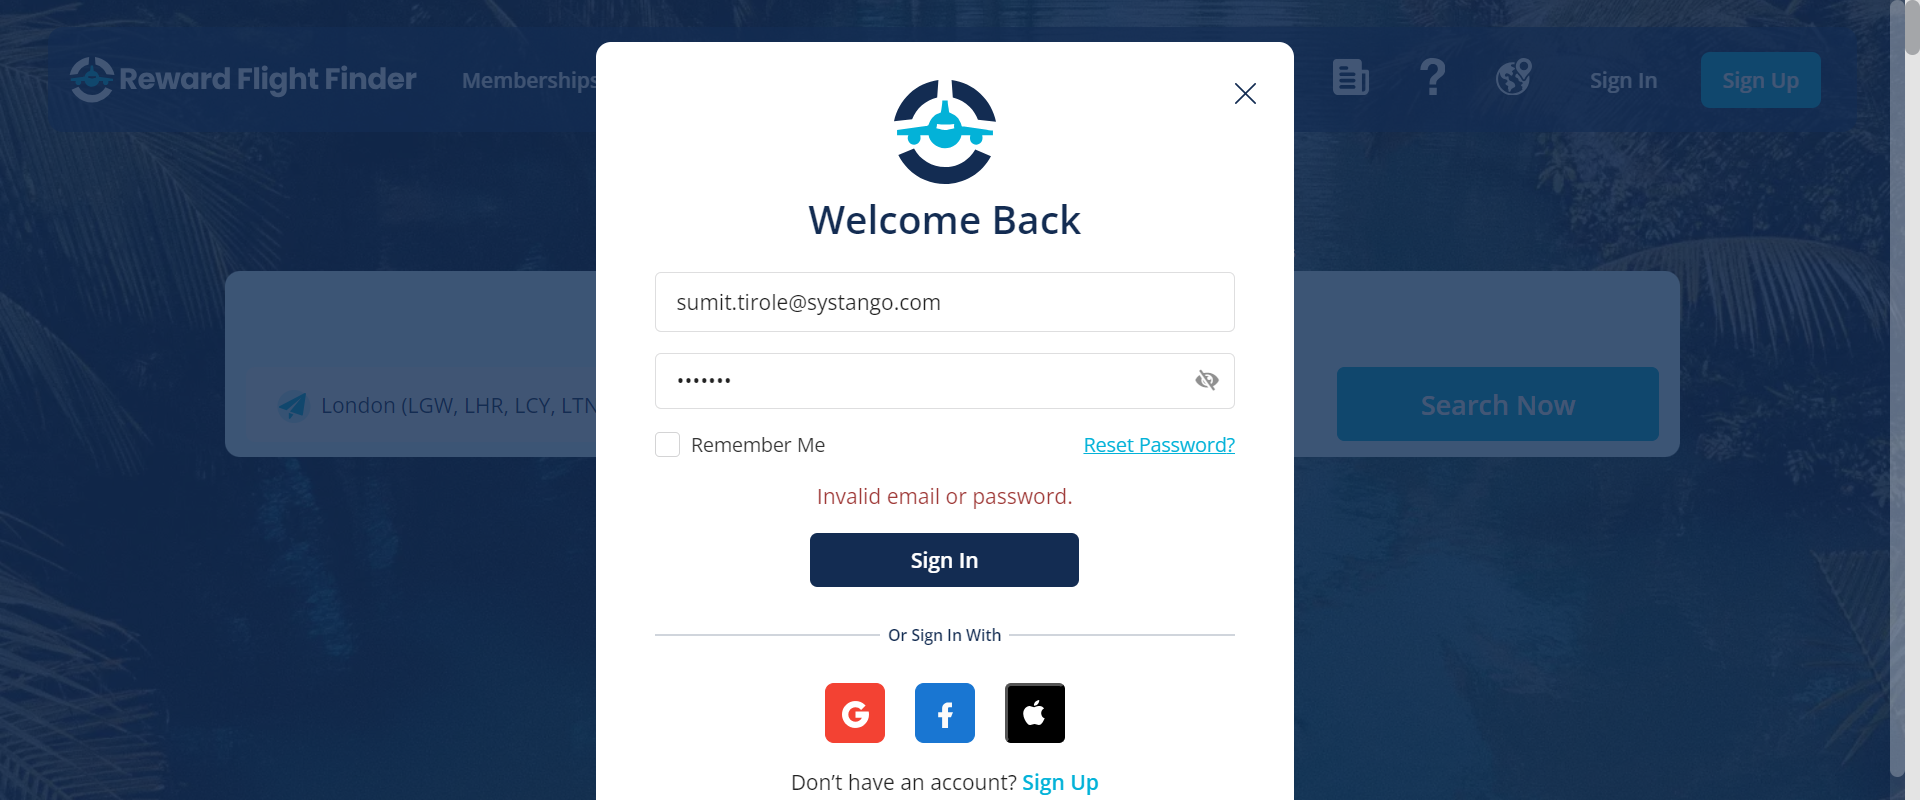 Reward Flight Finder
Memberships
Sign In
Sign Up
Welcome Back
sumit.tirole@systango.com
•••••••
London (LGW, LHR, LCY, LTN
Search Now
Remember Me
Reset Password?
Invalid email or password.
Sign In
Or Sign In With
Don’t have an account? Sign Up